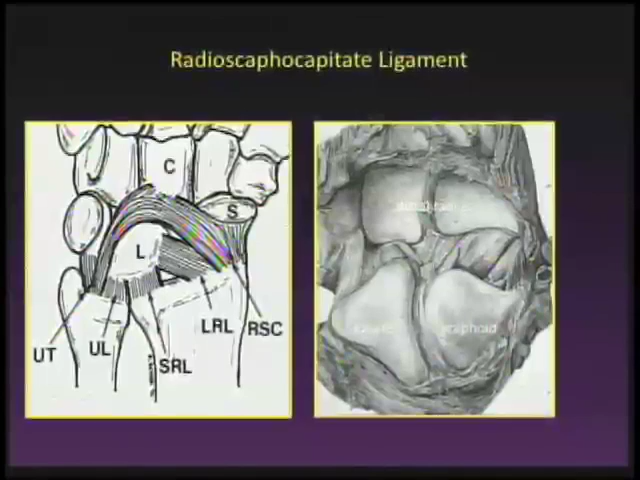 Radioscaphocapitate Ligament
C
S
L
LRL
RSC
UT
UL
SRL
scaphoid